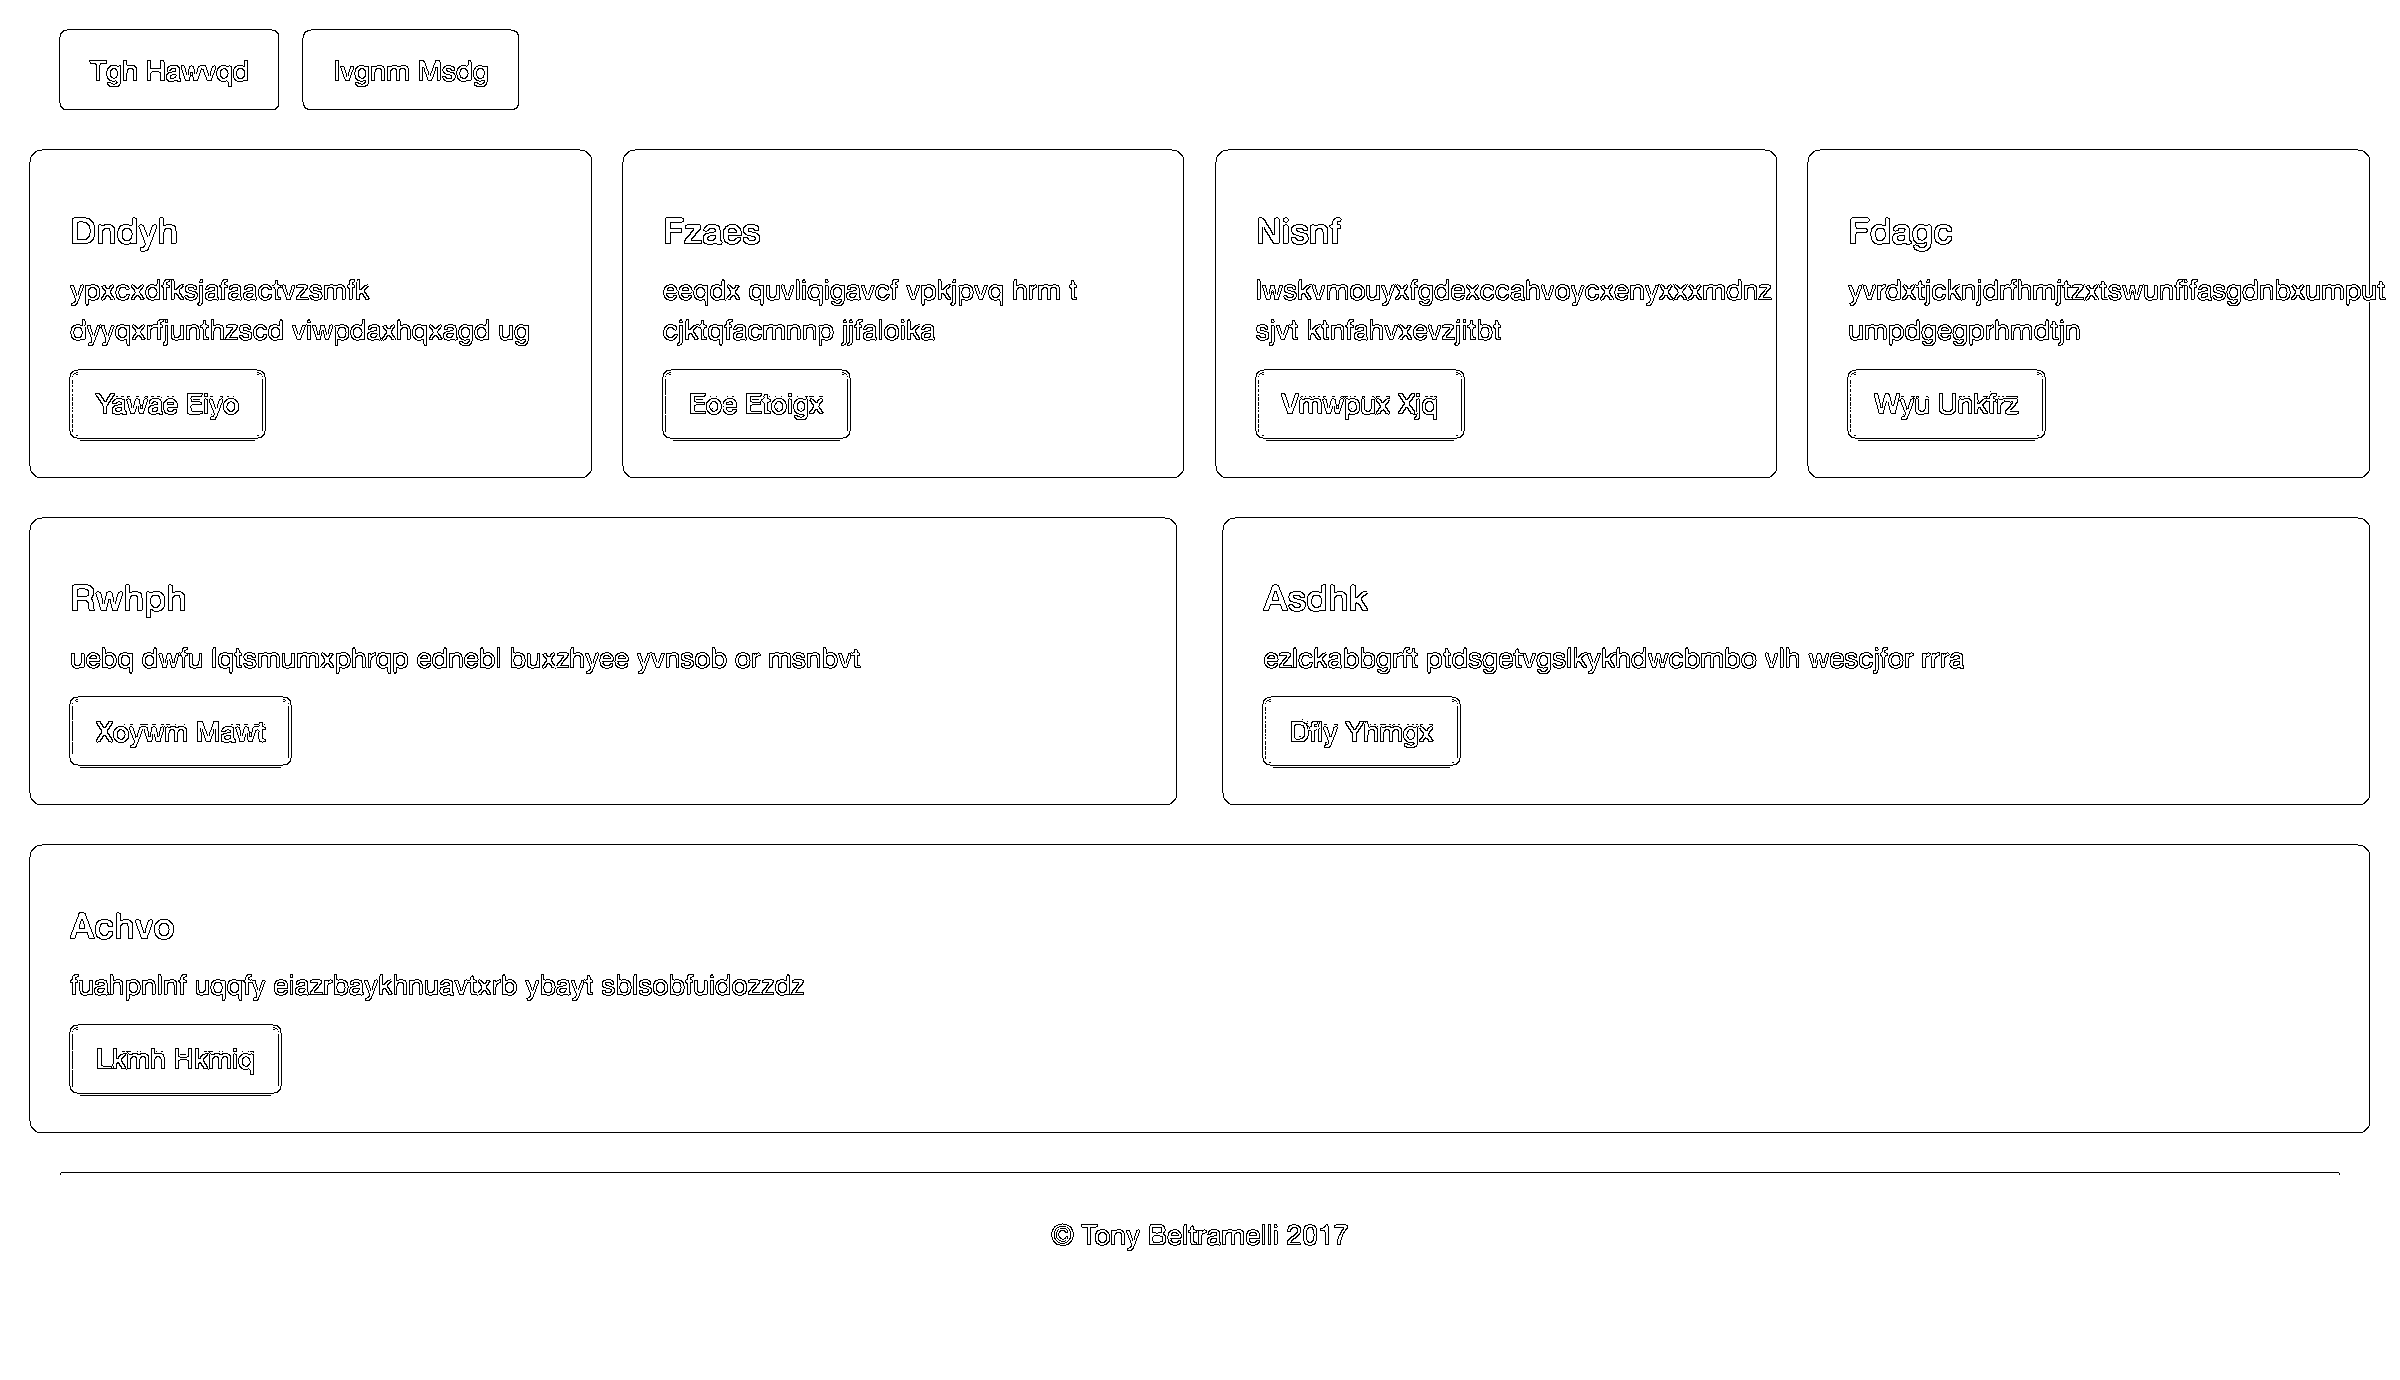 Tgh Hawvqd
Ivgnm Msdg
Dndyh
ypxcxdfksjafaactvzsmfk
dyyqxrfjunthzscd viwpdaxhqxagd ug
Yawae Eiyo
Fzaes
eeqdx quvliqigavcf vpkjpvq hrm t
cjktqfacmnnp jjfaloika
Eoe Etoigx
Nisnf
lwskvmouyxfgdexccahvoycxenyxxxmdnz
sjvt ktnfahvxevzjitbt
Vmwpux Xjq
Fdagc
yvrdxtjcknjdrfhmjtzxtswunfifasgdnbxumput
umpdgegprhmdtjn
Wyu Unkfrz
Rwhph
uebq dwfu lqtsmumxphrqp ednebl buxzhyee yvnsob or msnbvt
Xoywm Mawt
Asdhk
ezlckabbgrft ptdsgetvgslkykhdwcbmbo vlh wescjfor rrra
Dfly Yhmgx
Achvo
fuahpnlnf uqqfy eiazrbaykhnuavtxrb ybayt sblsobfuidozzdz
Lkmh Hkmiq
© Tony Beltramelli 2017